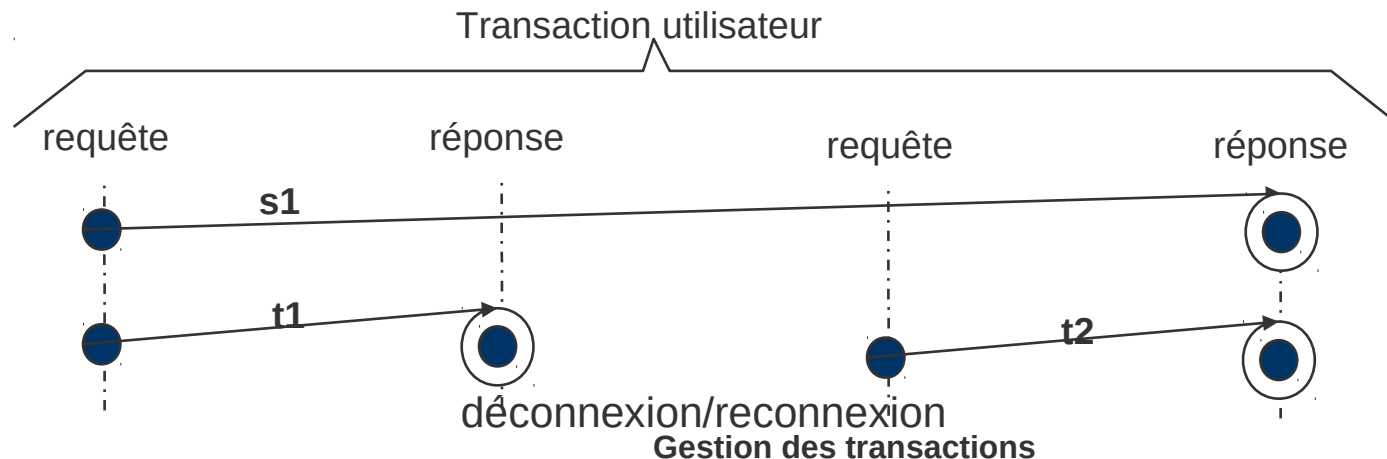 Transaction utilisateur
requête réponse requête réponse
s1
t1 t2
déconnexion/reconnexion
Gestion des transactions